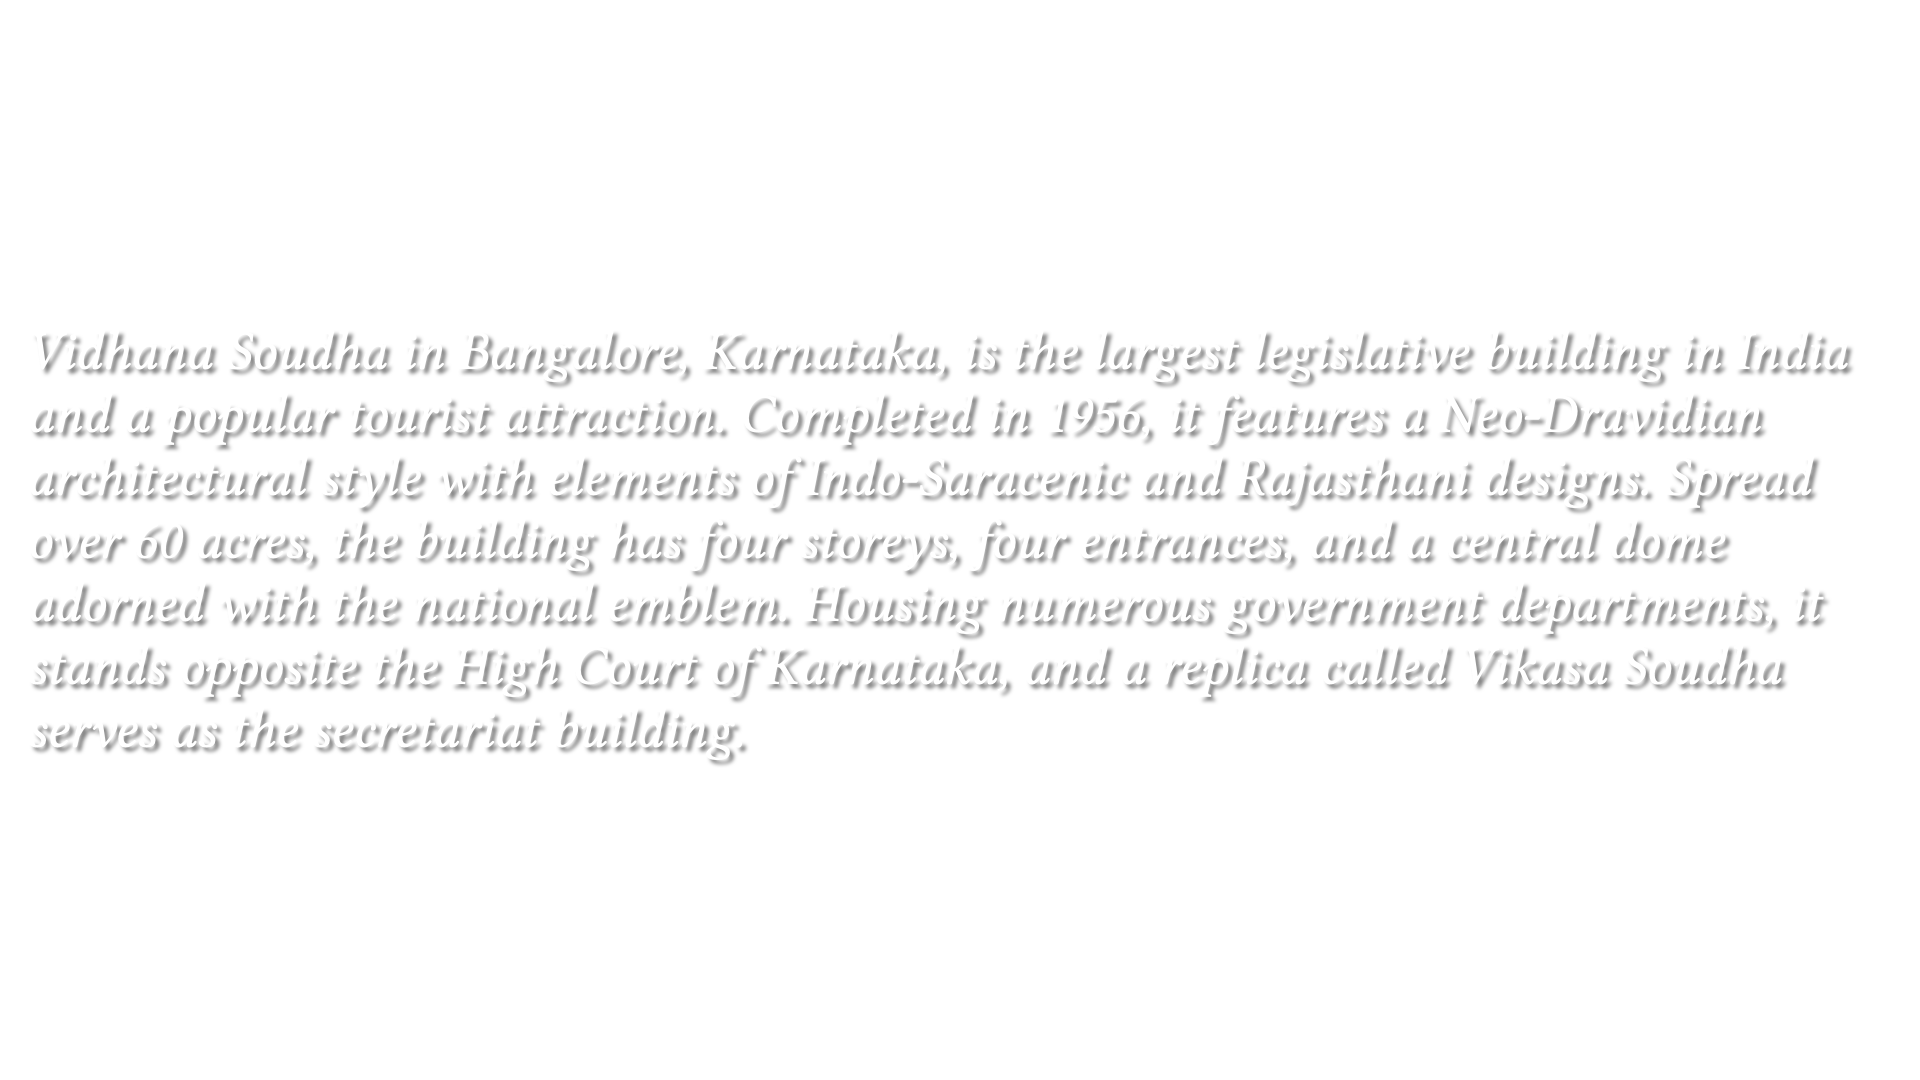 Vidhana Soudha in Bangalore, Karnataka, is the largest legislative building in India
and a popular tourist attraction. Completed in 1956, it features a Neo-Dravidian
architectural style with elements of Indo-Saracenic and Rajasthani designs. Spread
over 60 acres, the building has four storeys, four entrances, and a central dome
adorned with the national emblem. Housing numerous government departments, it
stands opposite the High Court of Karnataka, and a replica called Vikasa Soudha
serves as the secretariat building.